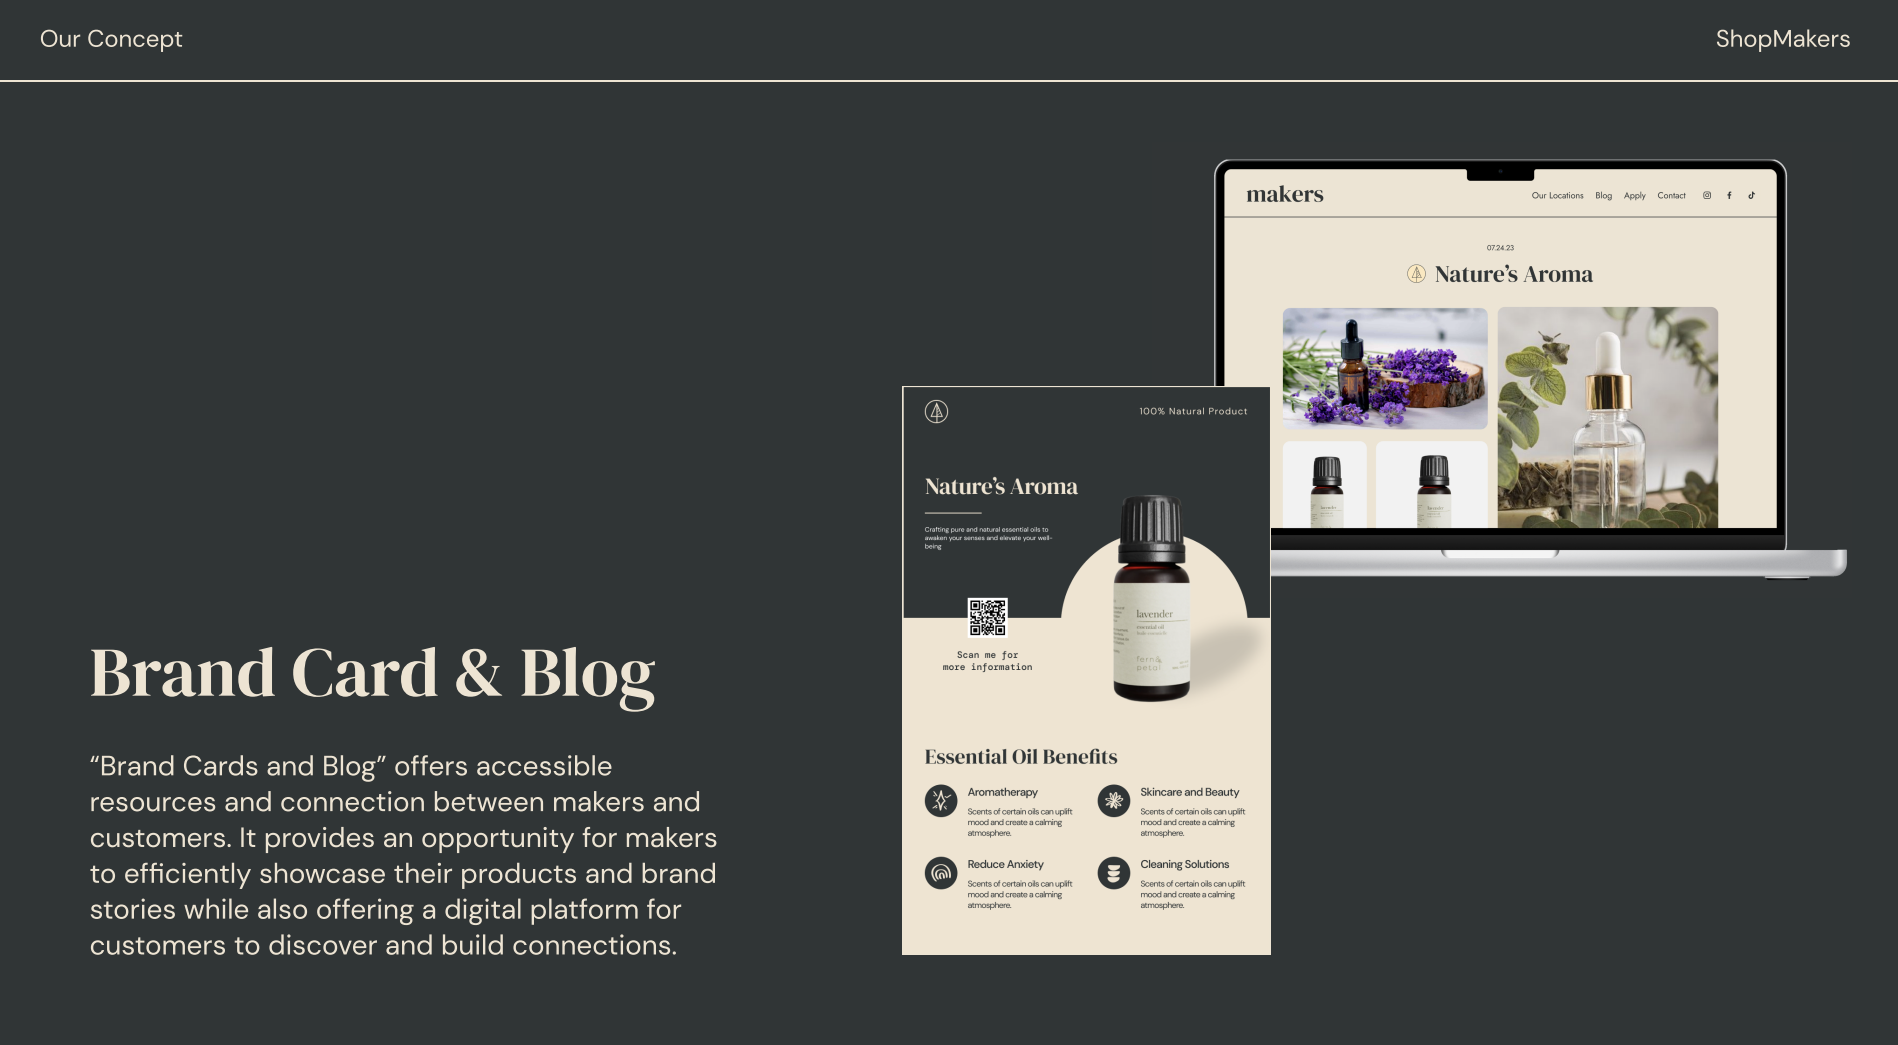 Our Concept
ShopMakers
makers
Our Locations Blog Apply Contact
07.24.23
Nature’s Aroma
100% Natural Product
Nature’s Aroma
Crafting pure and natural essential oils to
awaken your senses and elevate your well-
being
lavender
essential oil
fern&
petal
Scan me for
more information
Essential Oil Benefits
Aromatherapy
Scents of certain oils can uplift
mood and create a calming
atmosphere.
Skincare and Beauty
Scents of certain oils can uplift
mood and create a calming
atmosphere.
Reduce Anxiety
Scents of certain oils can uplift
mood and create a calming
atmosphere.
Cleaning Solutions
Scents of certain oils can uplift
mood and create a calming
atmosphere.
Brand Card & Blog
“Brand Cards and Blog” offers accessible
resources and connection between makers and
customers. It provides an opportunity for makers
to efficiently showcase their products and brand
stories while also offering a digital platform for
customers to discover and build connections.